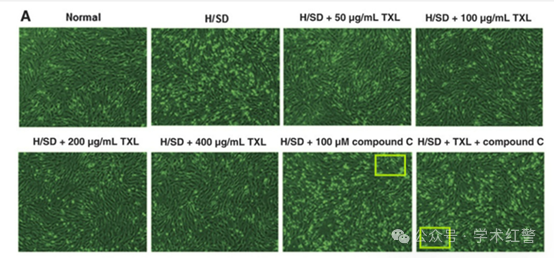 A
Normal
H/SD
H/SD + 50 µg/mL TXL
H/SD + 100 µg/mL TXL
H/SD + 200 µg/mL TXL
H/SD + 400 µg/mL TXL
H/SD + 100 µM compound C
H/SD + TXL + compound C
公众号 · 学术红警